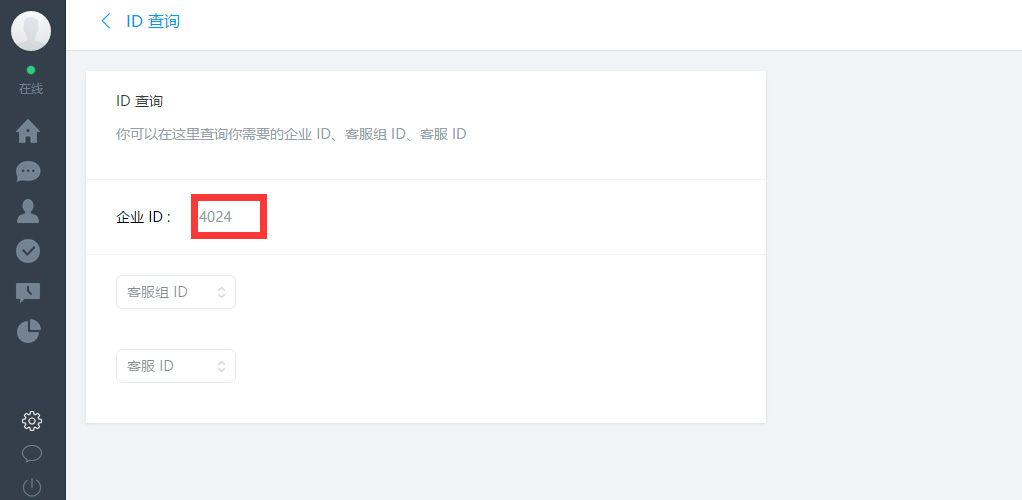 ID 查询
在线
ID 查询
你可以在这里查询你需要的企业 ID、客服组 ID、客服 ID
企业 ID : 4024
客服组 ID
客服 ID